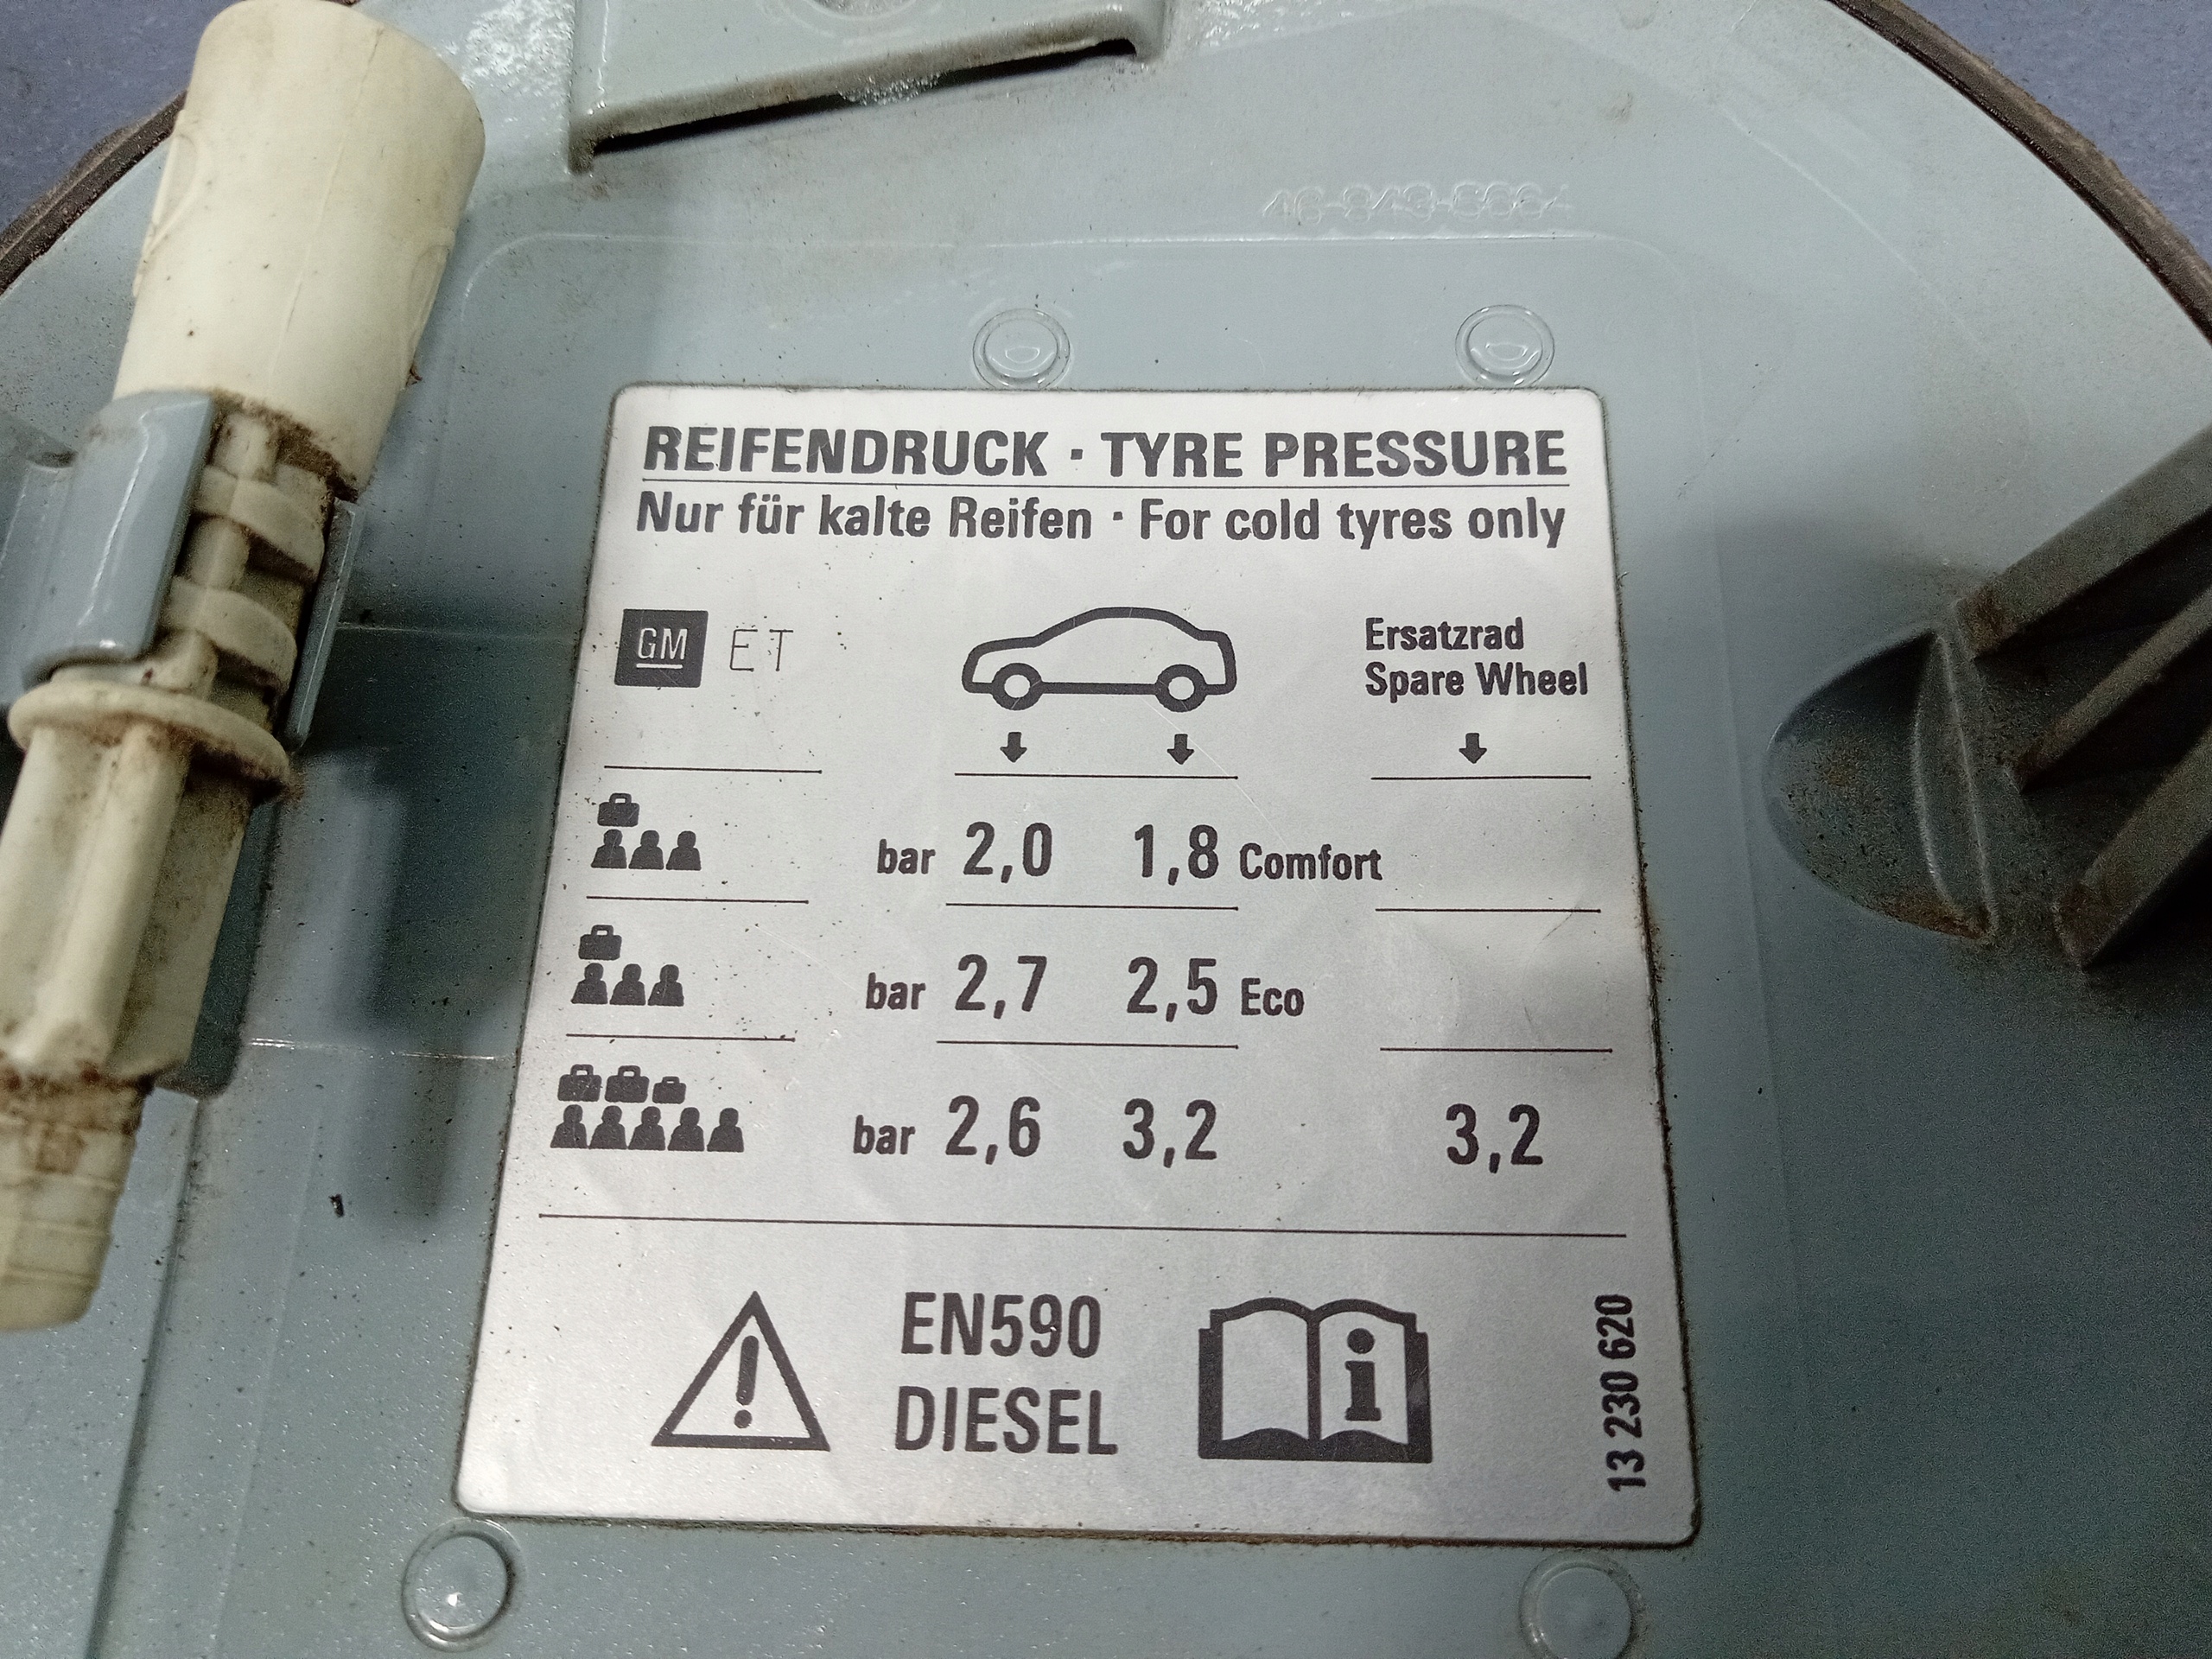 REIFENDRUCK · TYRE PRESSURE
Nur für kalte Reifen · For cold tyres only
GM ET
Ersatzrad
Spare Wheel
bar 2,0 1,8 Comfort
bar 2,7 2,5 Eco
bar 2,6 3,2 3,2
EN590
DIESEL
i
13 230 620